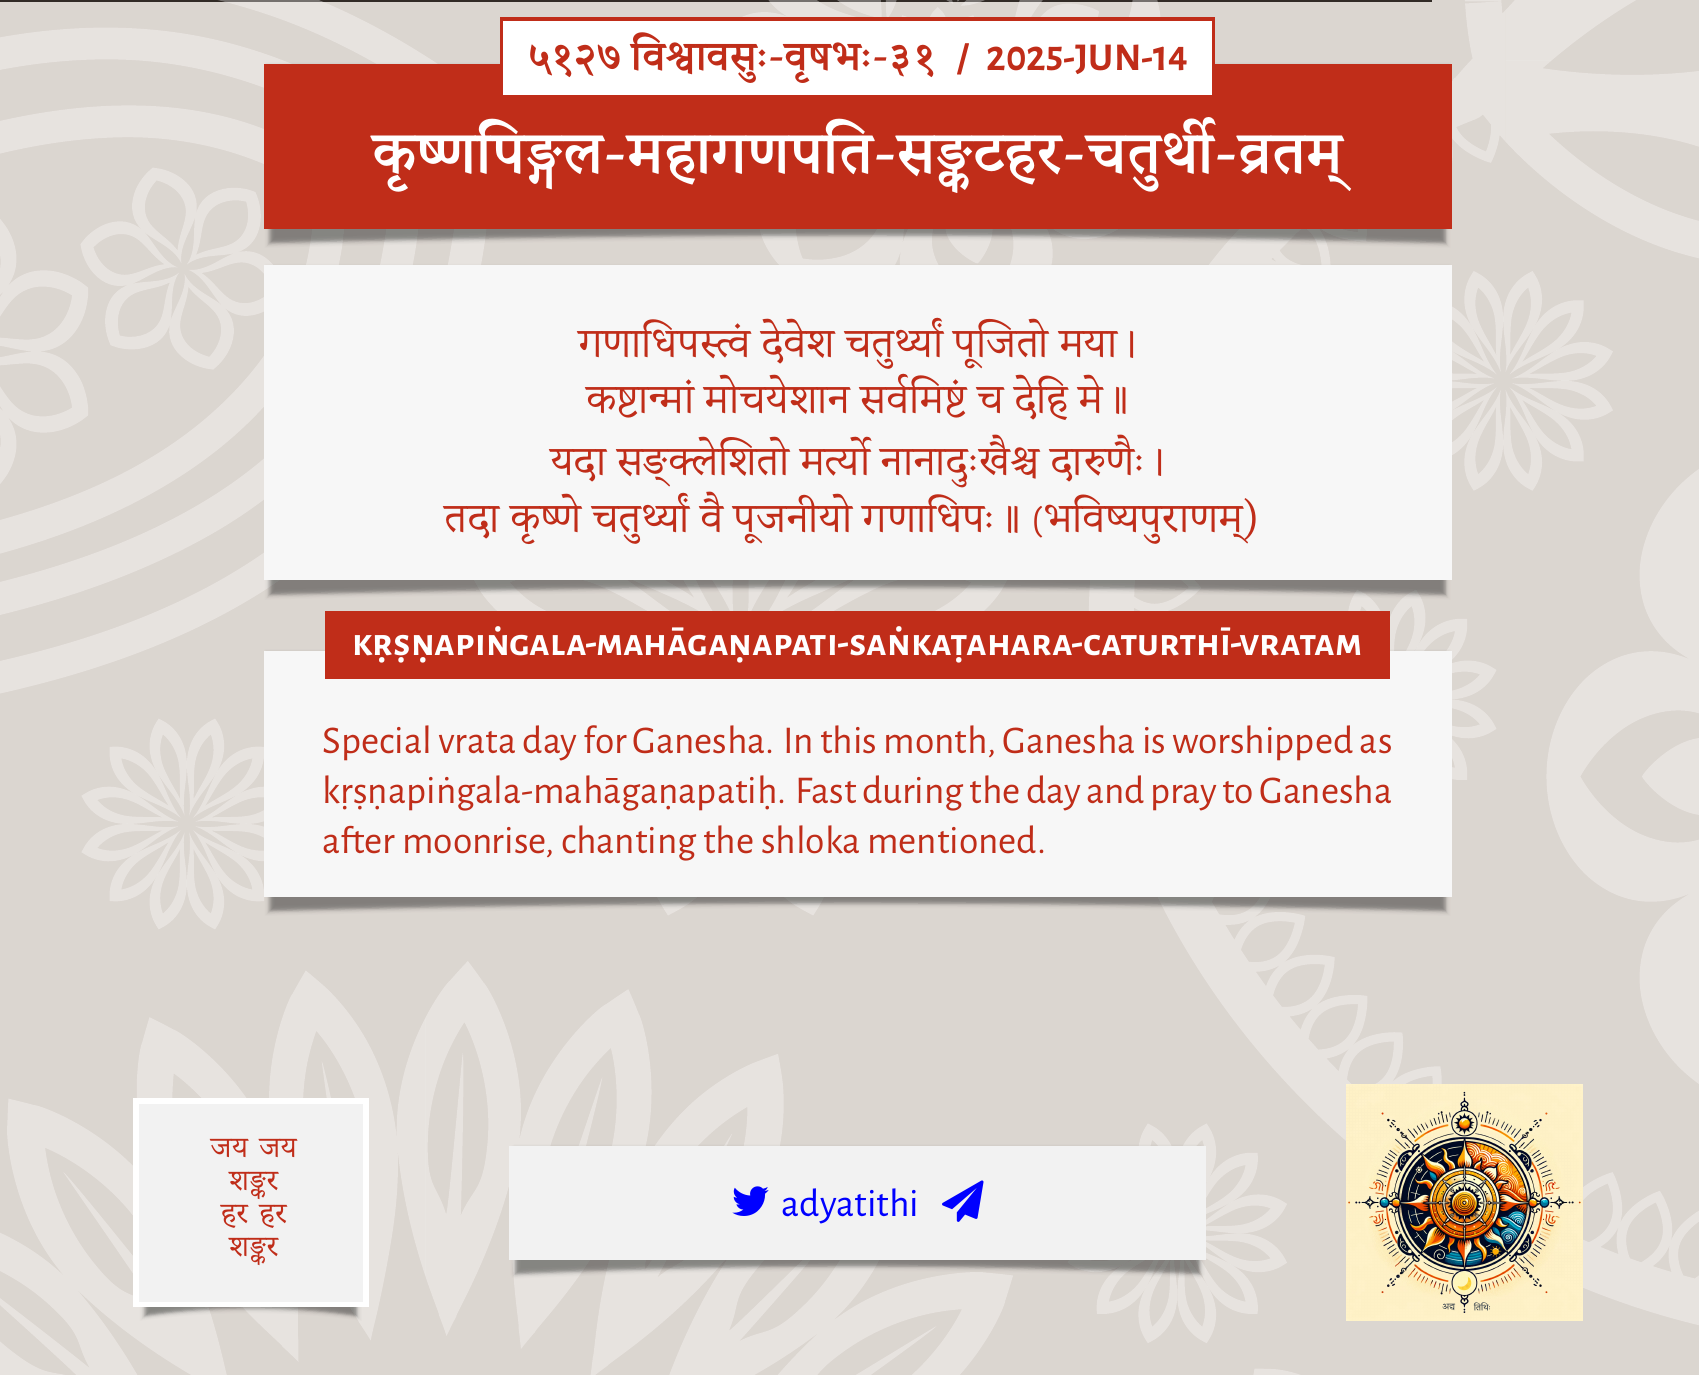 ५१२७ विश्वावसुः-वृषभः-३१ / 2025-JUN-14
कृष्णपिङ्गल-महागणपति-सङ्कटहर-चतुर्थी-व्रतम्
गणाधिपस्त्वं देवेश चतुर्थ्यां पूजितो मया।
कष्टान्मां मोचयेशान सर्वमिष्टं च देहि मे॥
यदा सङ्क्लेशितो मर्त्यो नानादुःखैश्च दारुणैः।
तदा कृष्णे चतुर्थ्यां वै पूजनीयो गणाधिपः॥ (भविष्यपुराणम्)
KṚṢṆAPIṄGALA-MAHĀGAṆAPATI-SAṄKAṬAHARA-CATURTHĪ-VRATAM
Special vrata day for Ganesha. In this month, Ganesha is worshipped as
kṛṣṇapiṅgala-mahāgaṇapatiḥ. Fast during the day and pray to Ganesha
after moonrise, chanting the shloka mentioned.
जय जय
शङ्कर
हर हर
शङ्कर
adyatithi
अद्य तिथिः